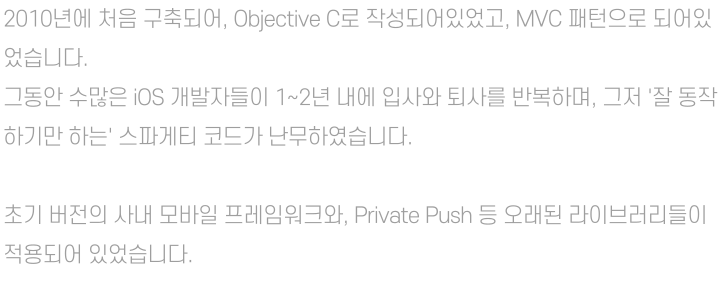 2010년에 처음 구축되어, Objective C로 작성되어있었고, MVC 패턴으로 되어있
었습니다.
그동안 수많은 iOS 개발자들이 1~2년 내에 입사와 퇴사를 반복하며, 그저 '잘 동작
하기만 하는' 스파게티 코드가 난무하였습니다.
초기 버전의 사내 모바일 프레임워크와, Private Push 등 오래된 라이브러리들이
적용되어 있었습니다.